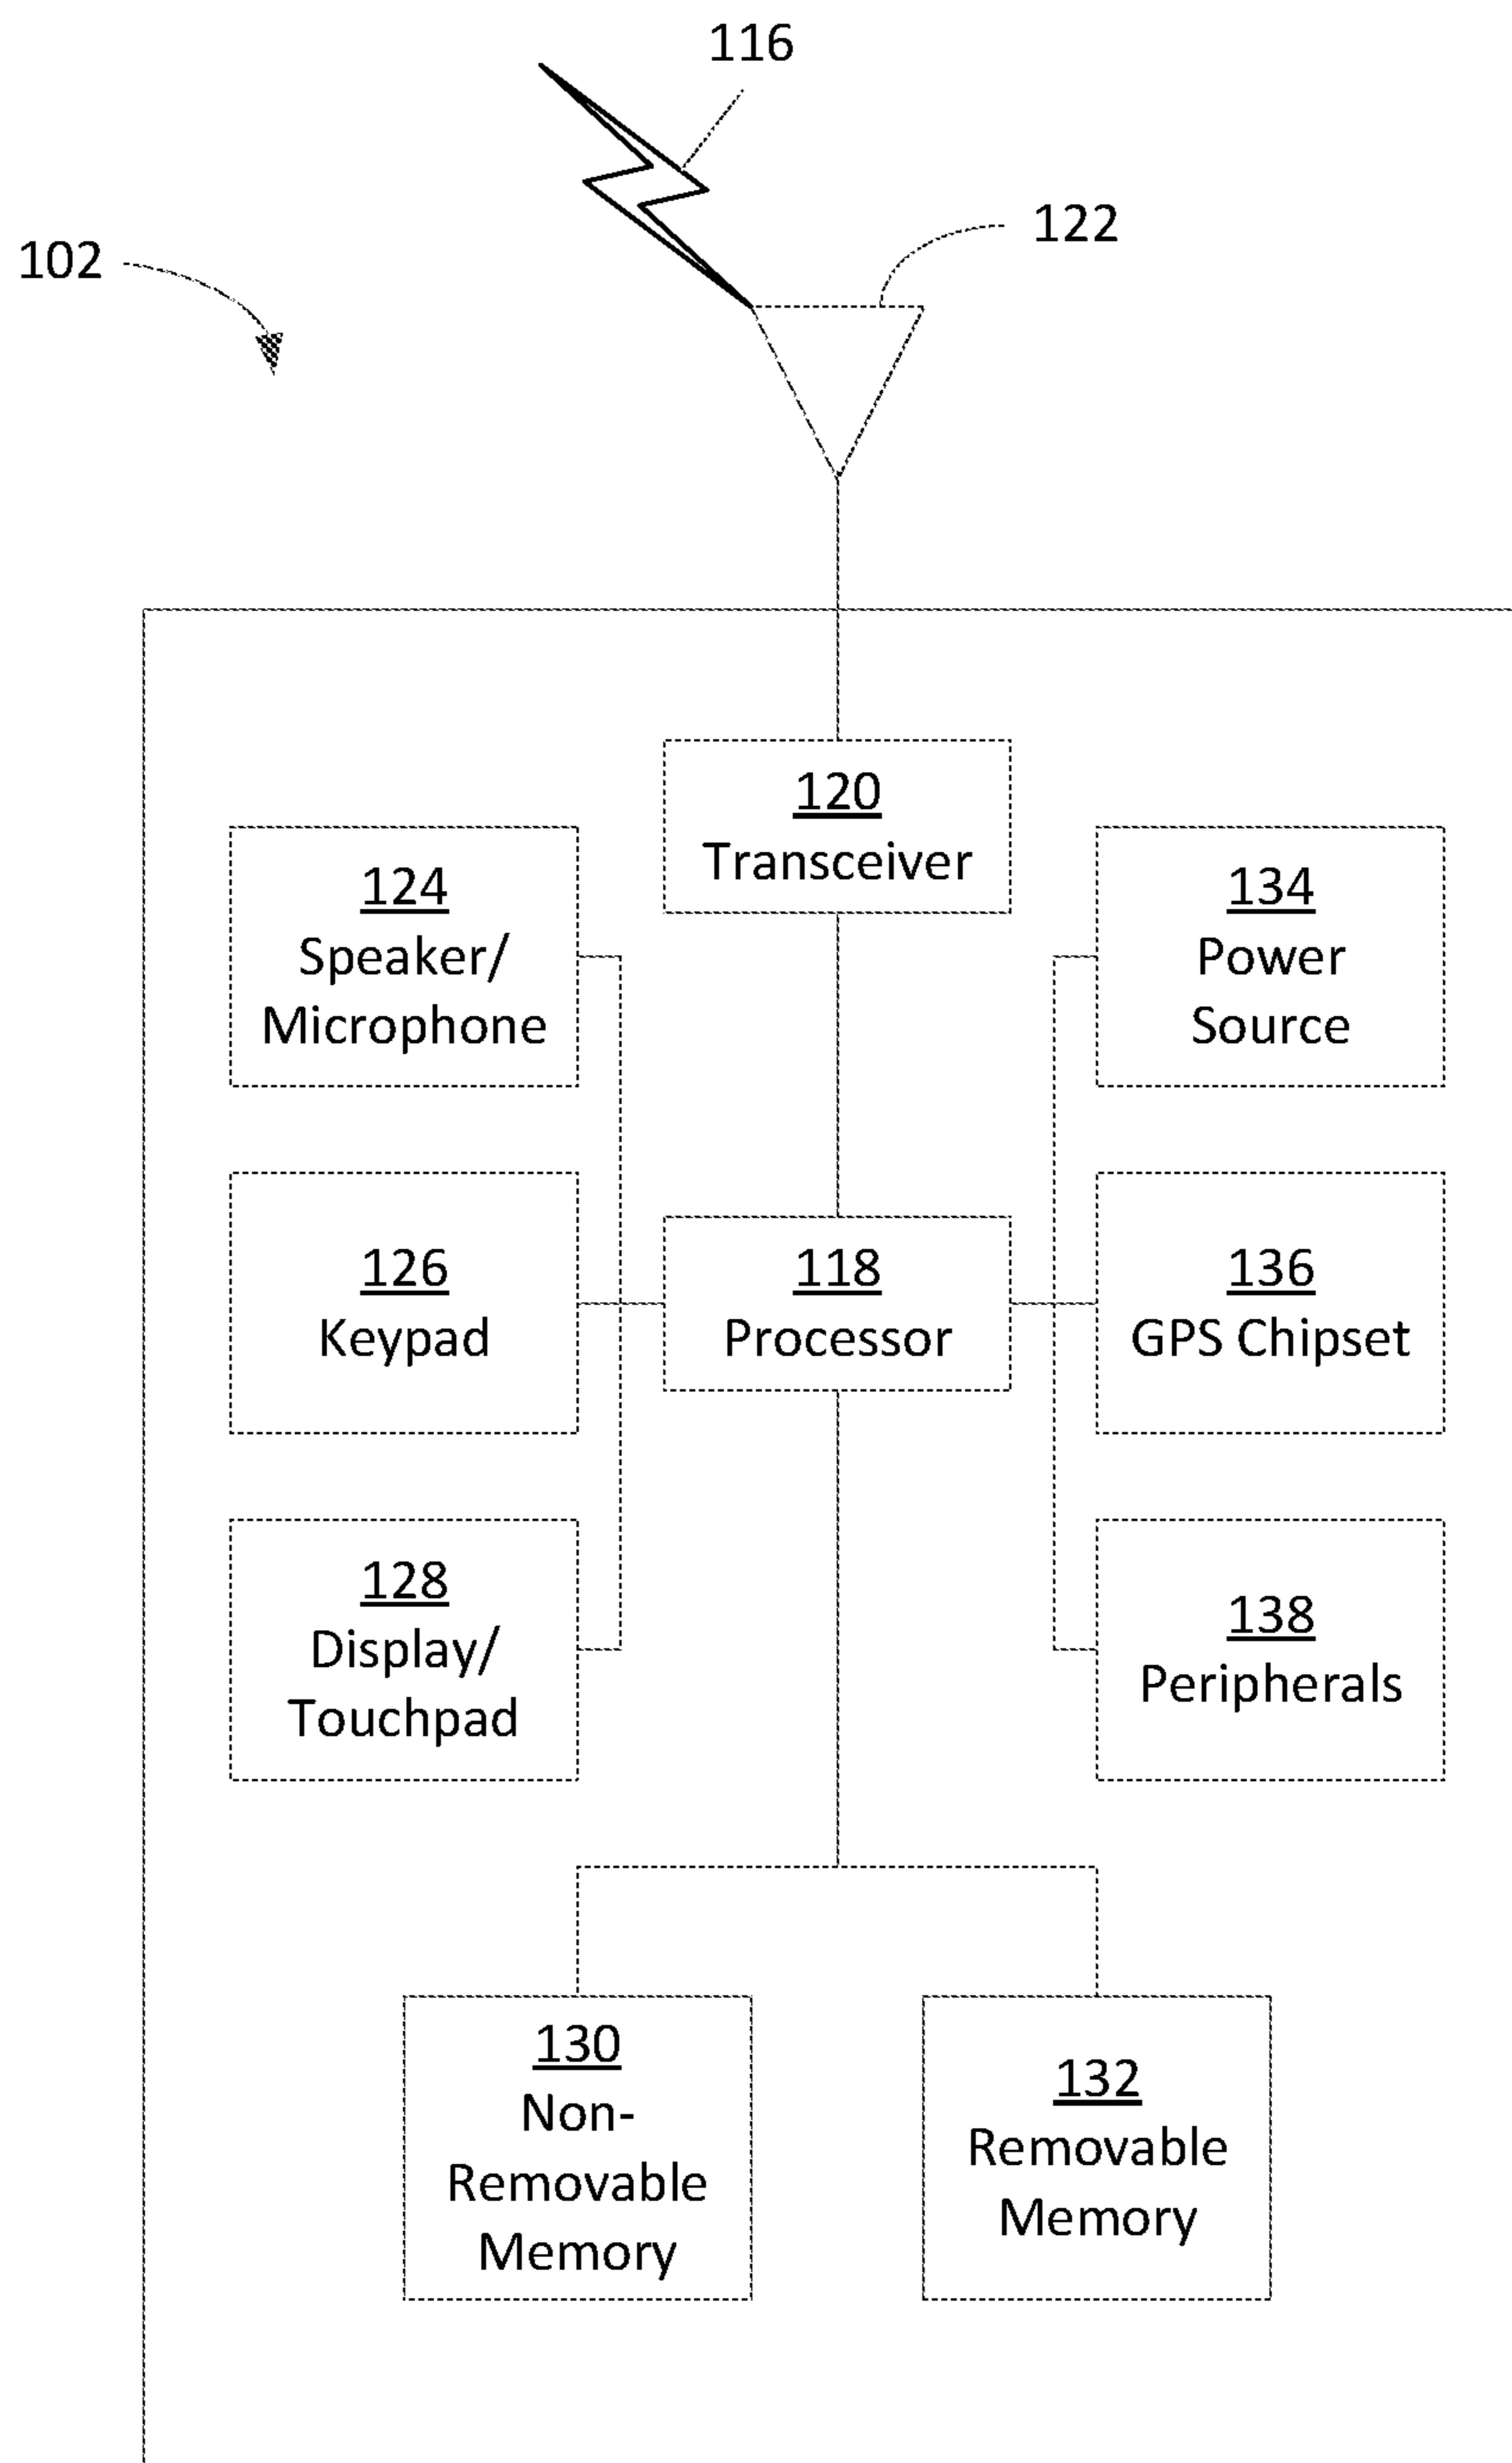 116
122
102
120
Transceiver
124
Speaker/
Microphone
134
Power
Source
126
Keypad
118
Processor
136
GPS Chipset
128
Display/
Touchpad
138
Peripherals
130
Non-
Removable
Memory
132
Removable
Memory